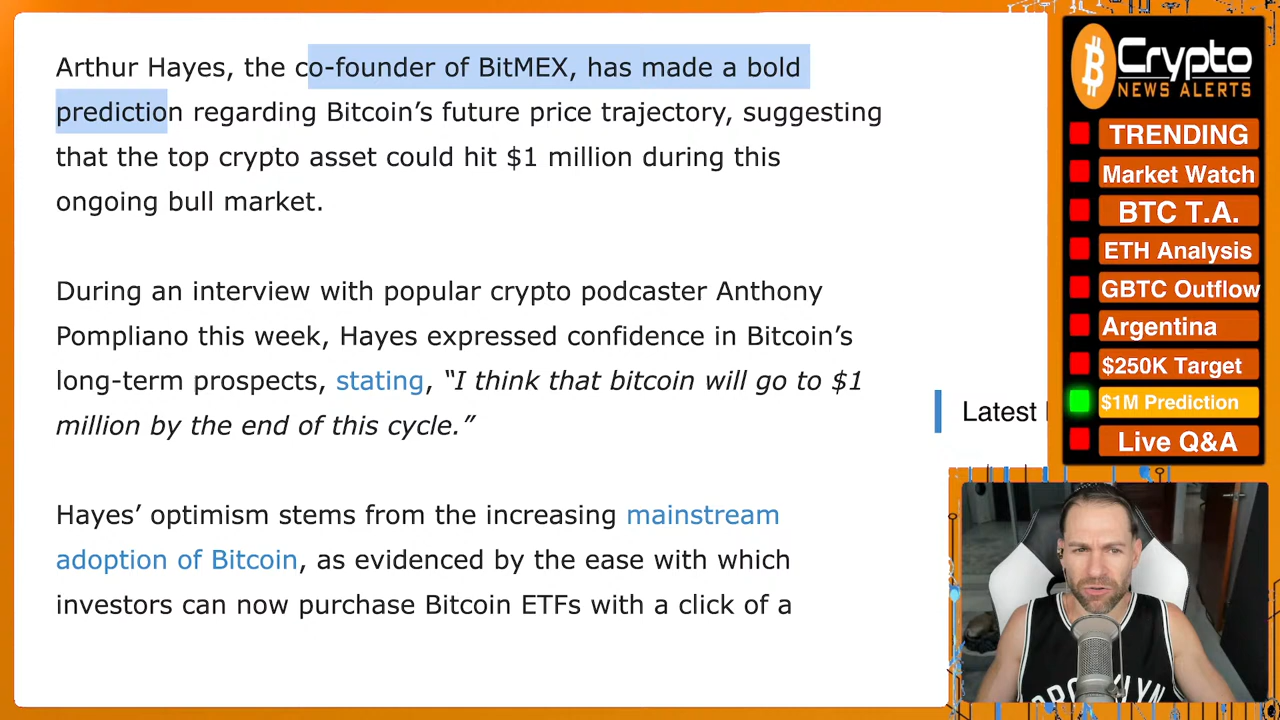 Arthur Hayes, the co-founder of BitMEX, has made a bold
prediction regarding Bitcoin’s future price trajectory, suggesting
that the top crypto asset could hit $1 million during this
ongoing bull market.
During an interview with popular crypto podcaster Anthony
Pompliano this week, Hayes expressed confidence in Bitcoin’s
long-term prospects, stating, “I think that bitcoin will go to $1
million by the end of this cycle.”
Hayes’ optimism stems from the increasing mainstream
adoption of Bitcoin, as evidenced by the ease with which
investors can now purchase Bitcoin ETFs with a click of a
Latest
Crypto
NEWS ALERTS
TRENDING
Market Watch
BTC T.A.
ETH Analysis
GBTC Outflow
Argentina
$250K Target
$1M Prediction
Live Q&A
BROOKLYN